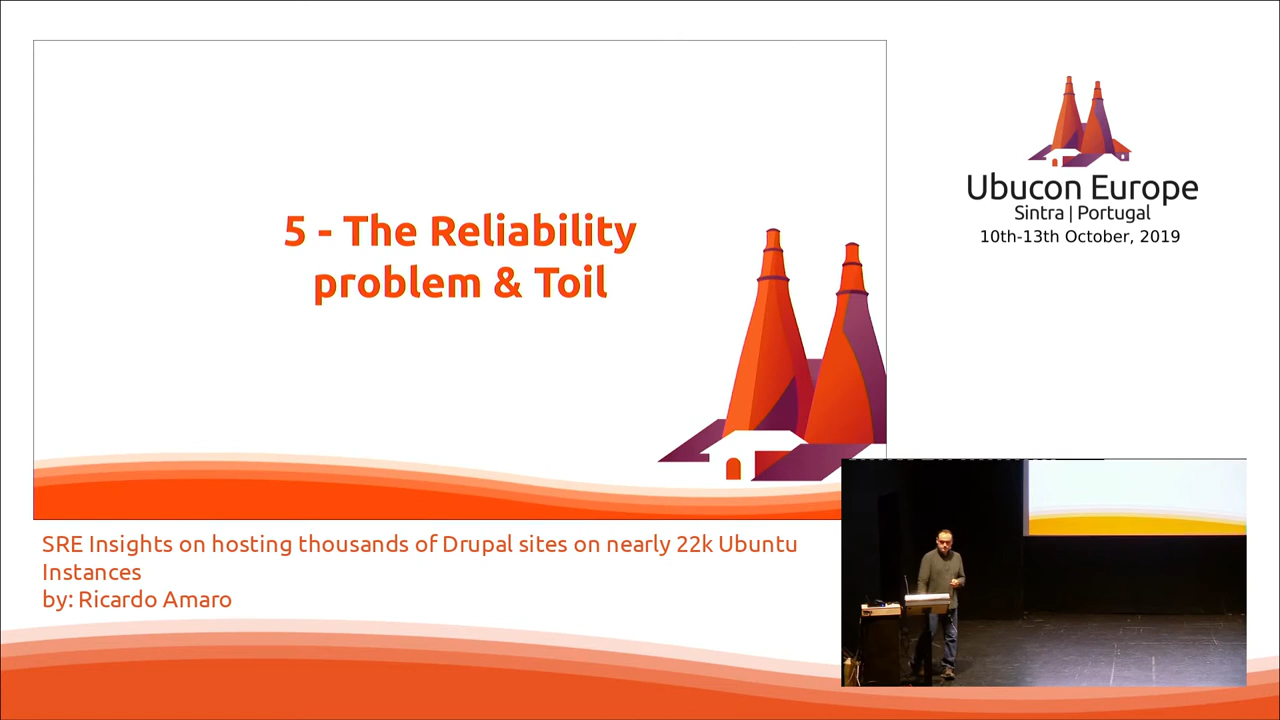 5 - The Reliability
problem & Toil
Ubucon Europe
Sintra | Portugal
10th-13th October, 2019
SRE Insights on hosting thousands of Drupal sites on nearly 22k Ubuntu
Instances
by: Ricardo Amaro